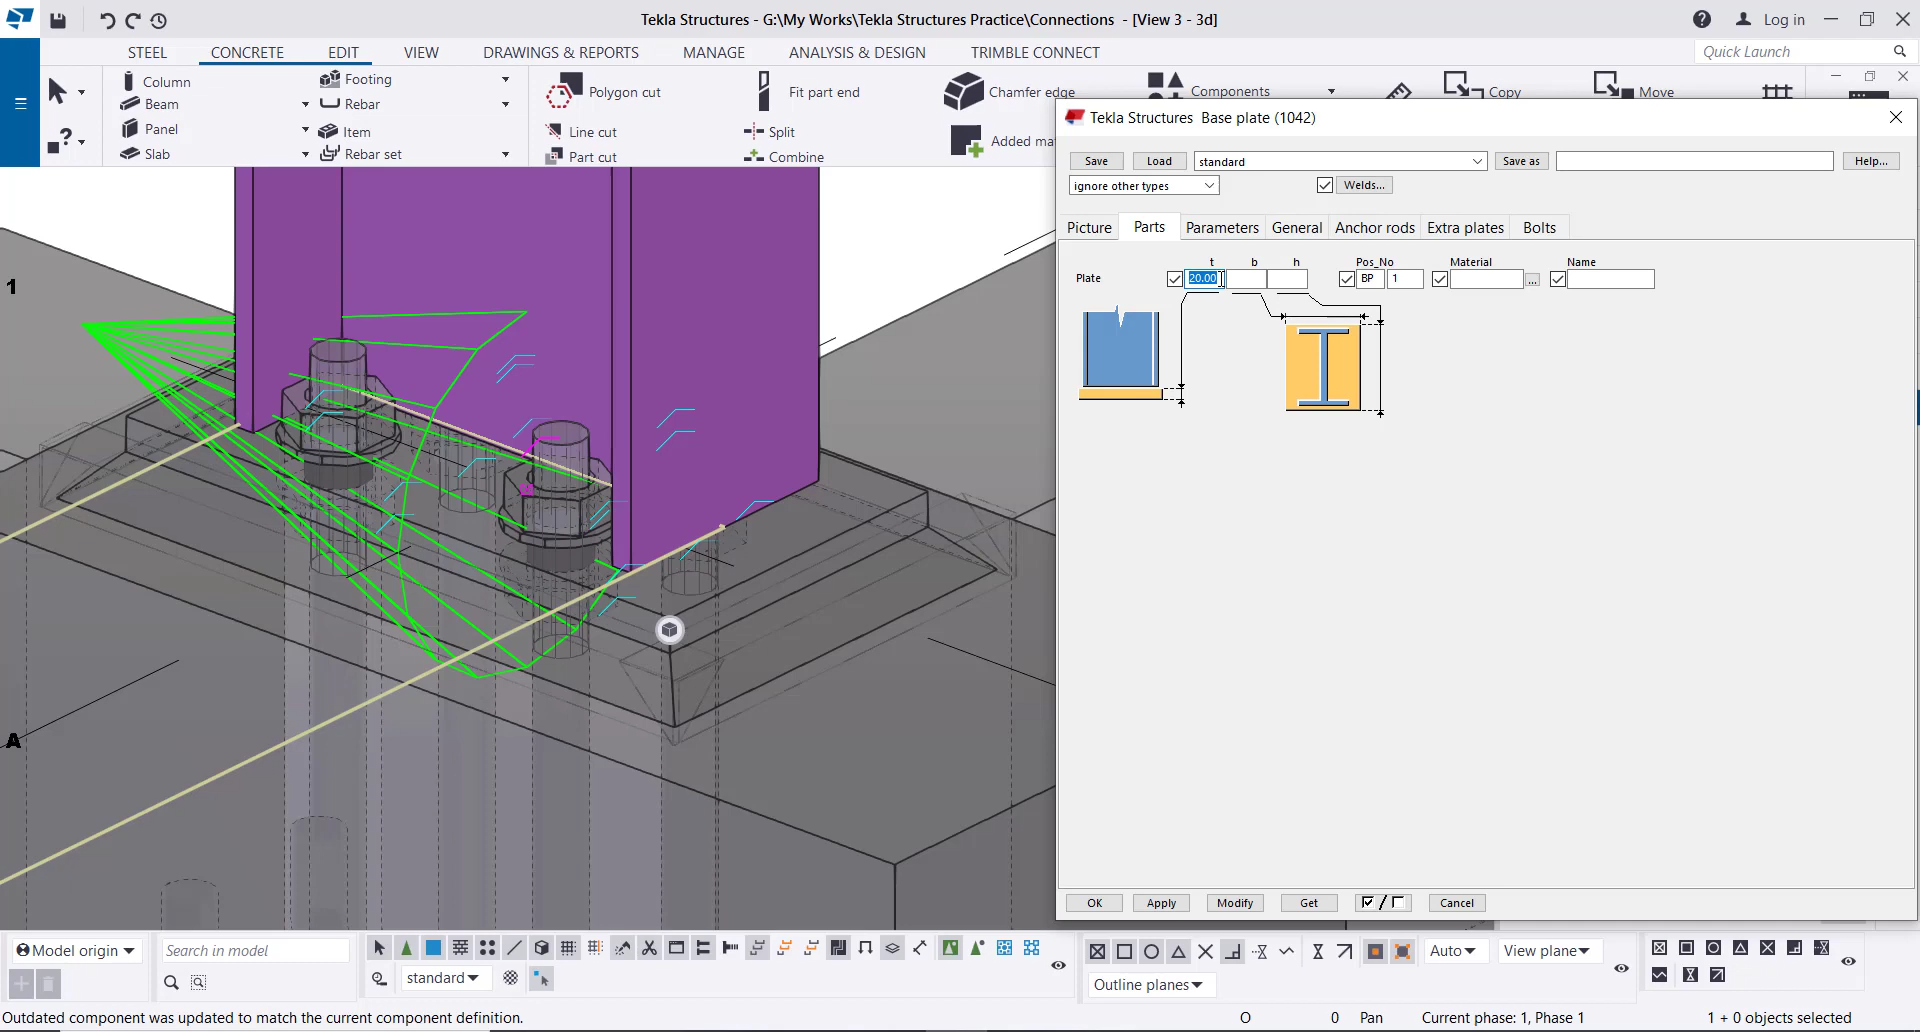 Tekla Structures - G:\My Works\Tekla Structures Practice\Connections - [View 3 - 3d]
Log in
STEEL CONCRETE EDIT VIEW DRAWINGS & REPORTS MANAGE ANALYSIS & DESIGN TRIMBLE CONNECT
Quick Launch
Column
Beam
Panel
Slab
Footing
Rebar
Item
Rebar set
Polygon cut
Line cut
Part cut
Fit part end
Split
Combine
Chamfer edge
Added ma
Components
Copy
Move
Tekla Structures Base plate (1042)
Save Load standard Save as Help...
ignore other types Welds...
Picture Parts Parameters General Anchor rods Extra plates Bolts
t b h Pos_No Material Name
Plate 20.00 BP 1 ...
1
A
OK Apply Modify Get / Cancel
Model origin
Search in model
standard
Auto
View plane
Outline planes
Outdated component was updated to match the current component definition.
O 0 Pan Current phase: 1, Phase 1 1 + 0 objects selected